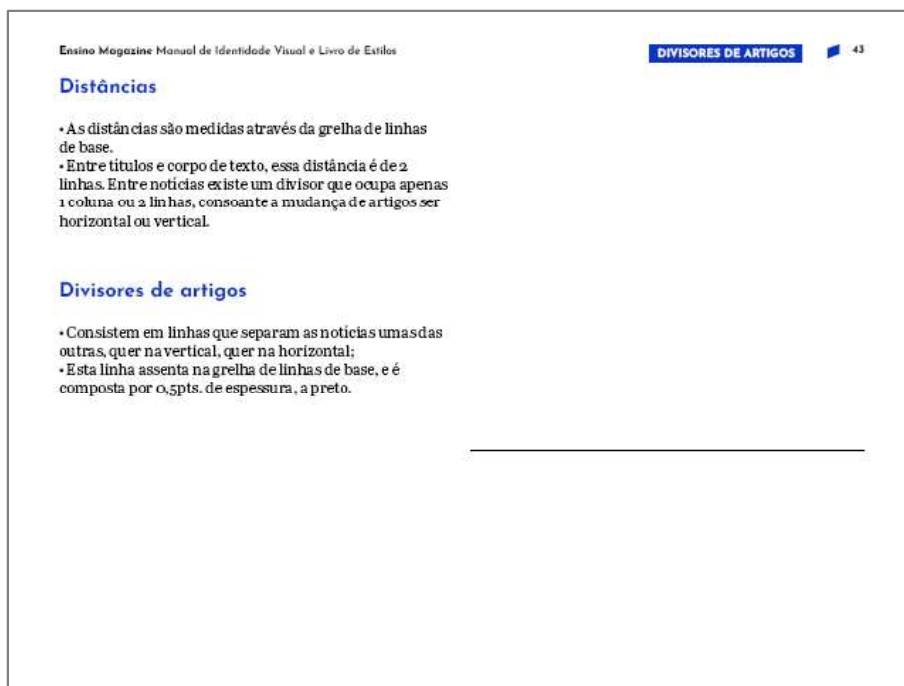 Ensino Magazine Manual de Identidade Visual e Livro de Estilos
DIVISORES DE ARTIGOS
43
Distâncias
• As distâncias são medidas através da grelha de linhas
de base.
• Entre títulos e corpo de texto, essa distância é de 2
linhas. Entre notícias existe um divisor que ocupa apenas
1 coluna ou 2 linhas, consoante a mudança de artigos ser
horizontal ou vertical.
Divisores de artigos
• Consistem em linhas que separam as notícias umas das
outras, quer na vertical, quer na horizontal;
• Esta linha assenta na grelha de linhas de base, e é
composta por 0,5pts. de espessura, a preto.